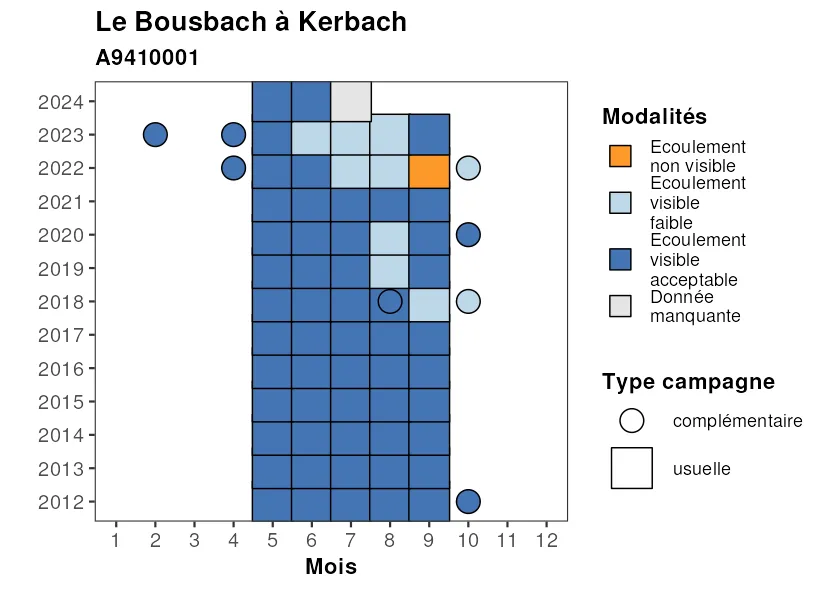 Le Bousbach à Kerbach
A9410001
2024
2023
2022
2021
2020
2019
2018
2017
2016
2015
2014
2013
2012
1 2 3 4 5 6 7 8 9 10 11 12
Mois
Modalités
Ecoulement
non visible
Ecoulement
visible
faible
Ecoulement
visible
acceptable
Donnée
manquante
Type campagne
complémentaire
usuelle